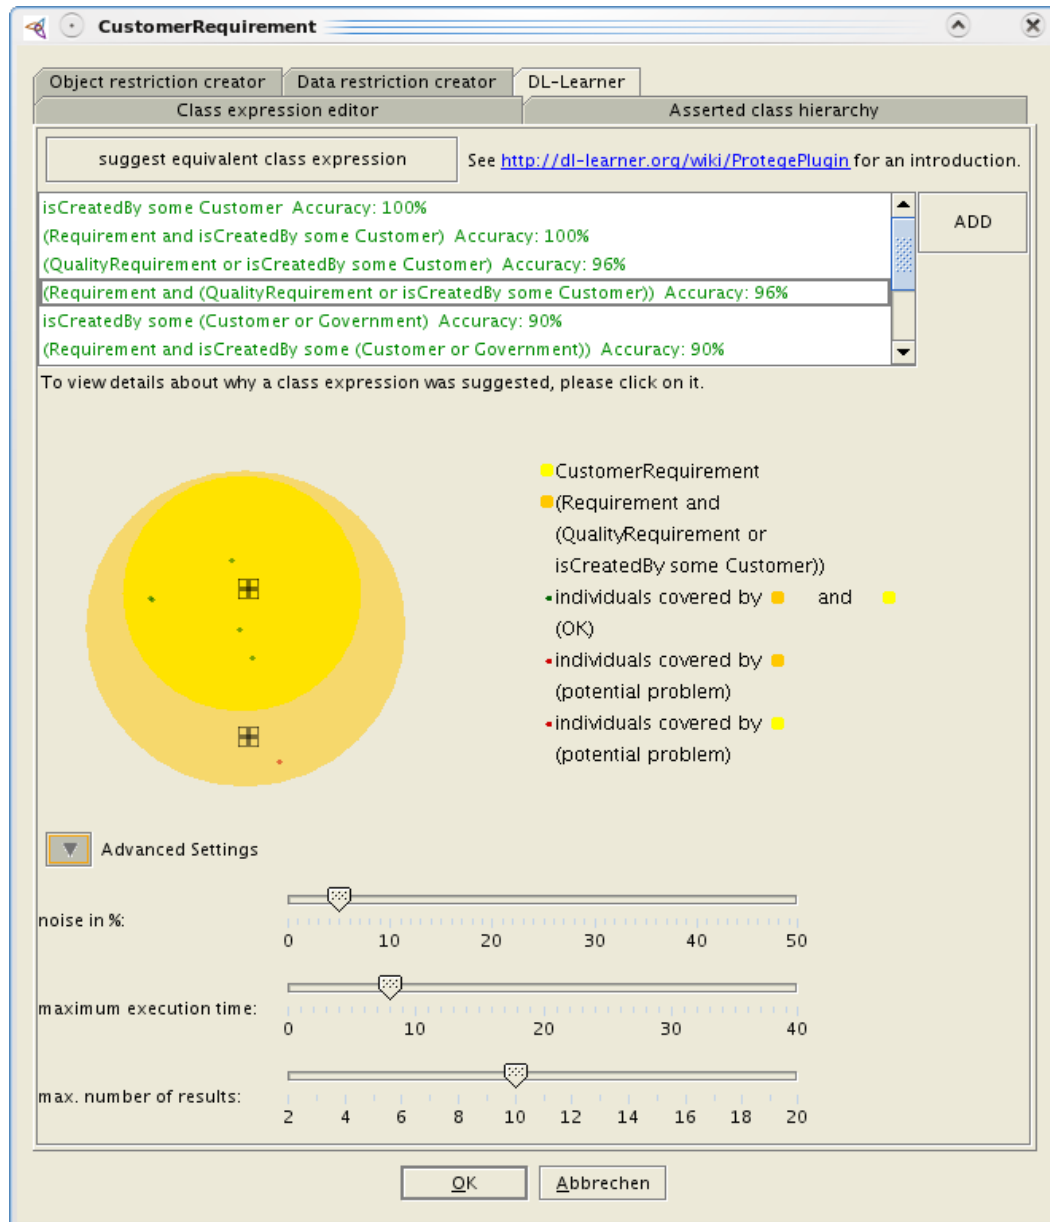 CustomerRequirement
Object restriction creator
Data restriction creator
DL-Learner
Class expression editor
Asserted class hierarchy
suggest equivalent class expression
See http://dl-learner.org/wiki/ProtegePlugin for an introduction.
isCreatedBy some Customer Accuracy: 100%
(Requirement and isCreatedBy some Customer) Accuracy: 100%
(QualityRequirement or isCreatedBy some Customer) Accuracy: 96%
(Requirement and (QualityRequirement or isCreatedBy some Customer)) Accuracy: 96%
isCreatedBy some (Customer or Government) Accuracy: 90%
(Requirement and isCreatedBy some (Customer or Government)) Accuracy: 90%
ADD
To view details about why a class expression was suggested, please click on it.
CustomerRequirement
(Requirement and
(QualityRequirement or
isCreatedBy some Customer))
individuals covered by and
(OK)
individuals covered by
(potential problem)
individuals covered by
(potential problem)
Advanced Settings
noise in %:
0 10 20 30 40 50
maximum execution time:
0 10 20 30 40
max. number of results:
2 4 6 8 10 12 14 16 18 20
OK
Abbrechen